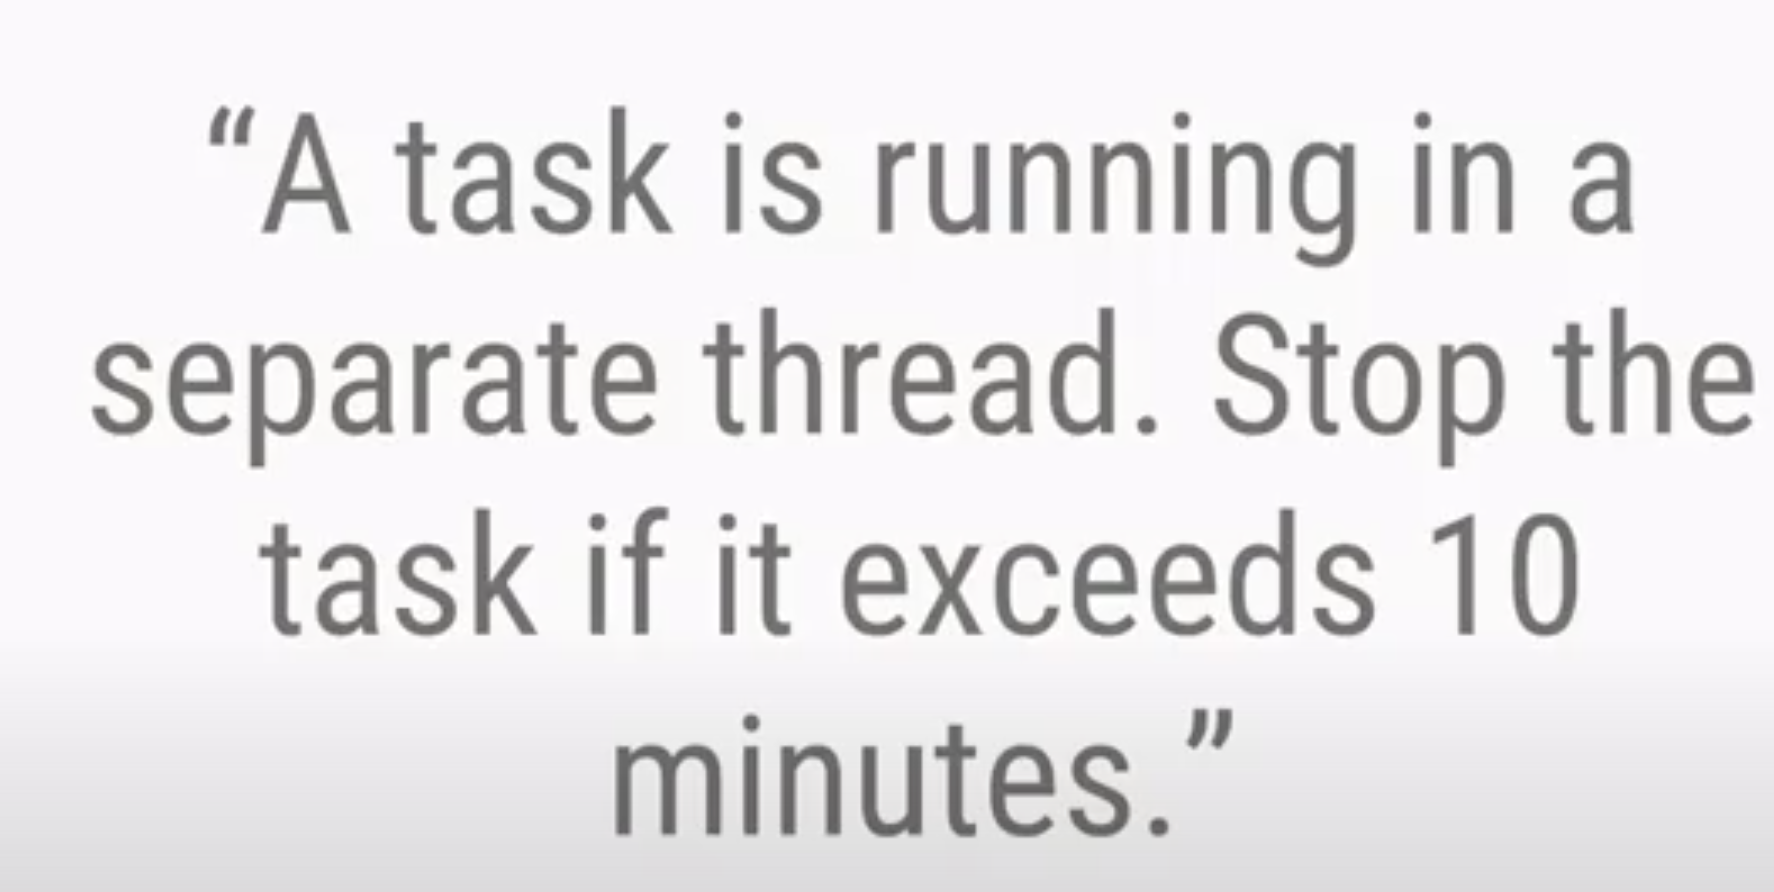 “A task is running in a
separate thread. Stop the
task if it exceeds 10
minutes.”